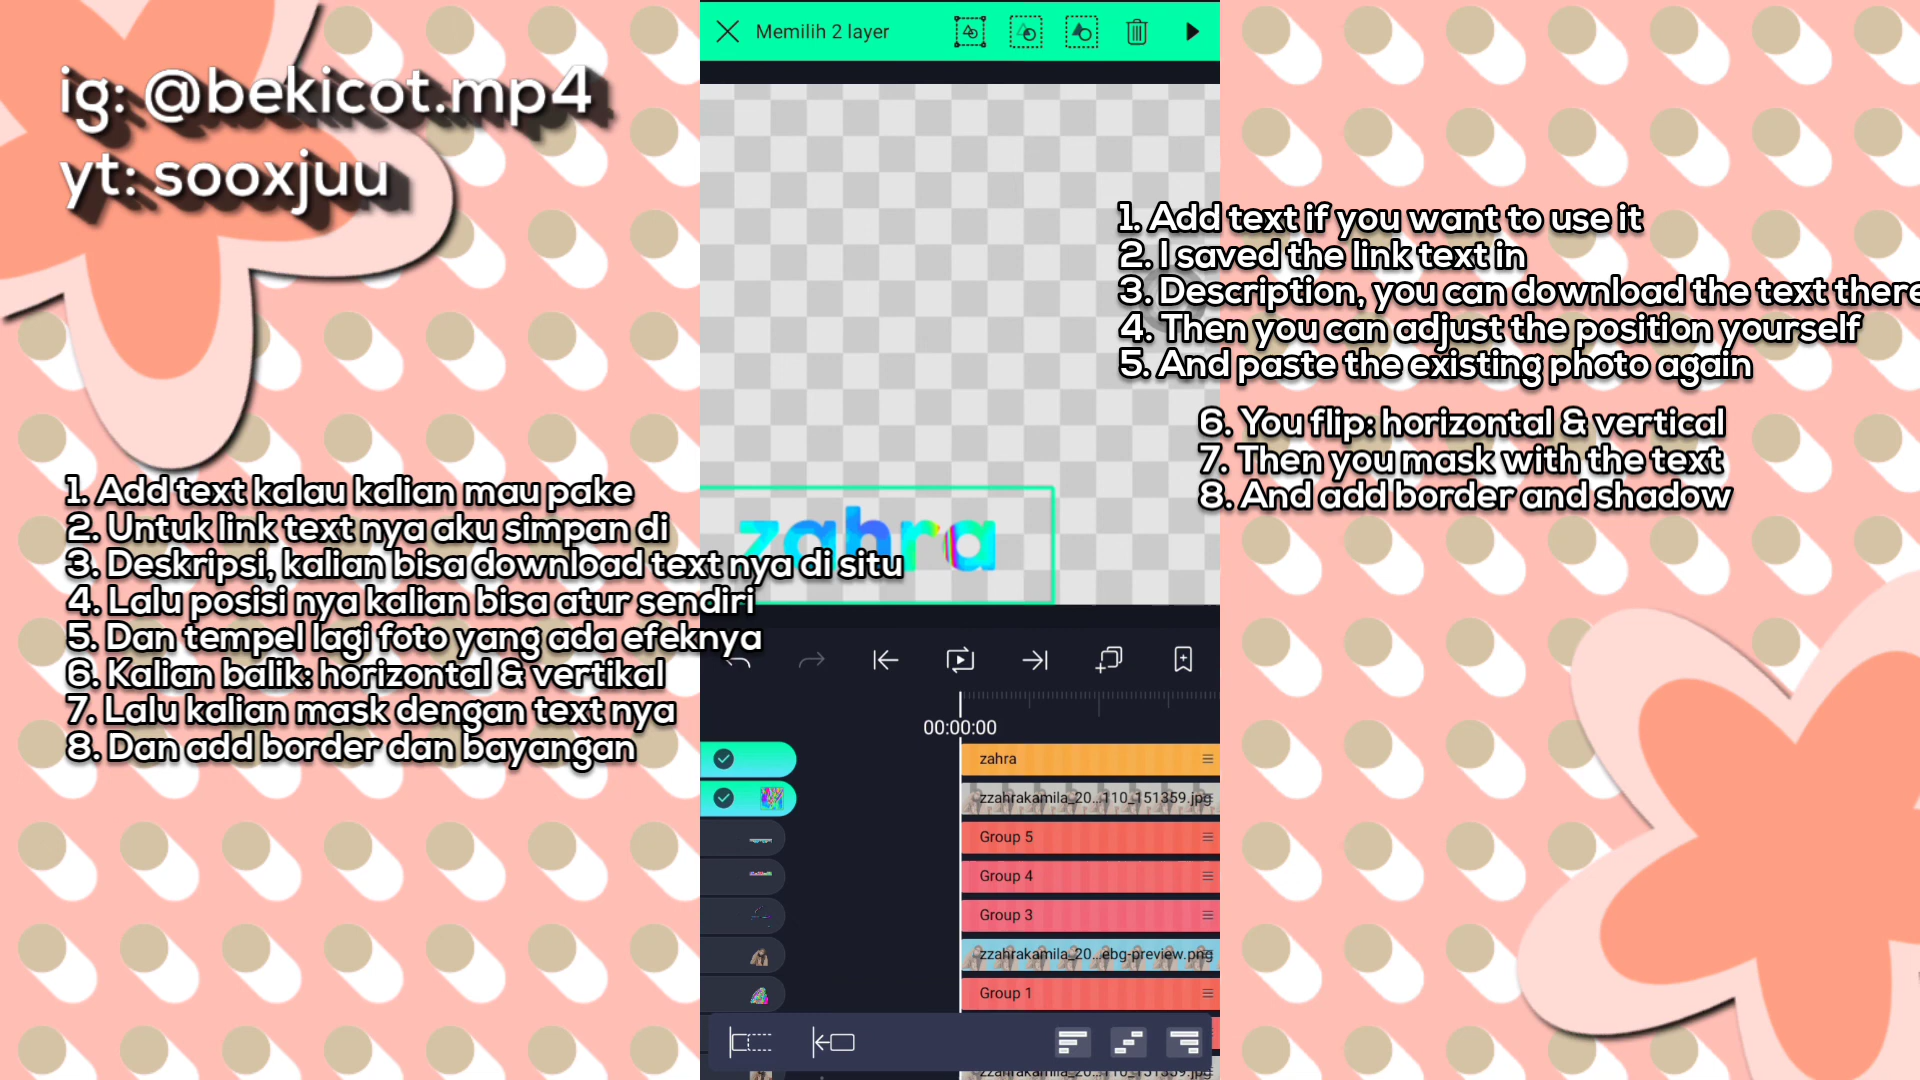 ig: @bekicot.mp4
yt: sooxjuu
1. Add text kalau kalian mau pake
2. Untuk link text nya aku simpan di
3. Deskripsi, kalian bisa download text nya di situ
4. Lalu posisi nya kalian bisa atur sendiri
5. Dan tempel lagi foto yang ada efeknya
6. Kalian balik: horizontal & vertikal
7. Lalu kalian mask dengan text nya
8. Dan add border dan bayangan
Memilih 2 layer
zahra
00:00:00
zahra
zzahrakamila_20...110_151359.jpg
Group 5
Group 4
Group 3
zzahrakamila_20...ebg-preview.png
Group 1
zzahrakamila_20...110_151359.jpg
1. Add text if you want to use it
2. I saved the link text in
3. Description, you can download the text there
4. Then you can adjust the position yourself
5. And paste the existing photo again
6. You flip: horizontal & vertical
7. Then you mask with the text
8. And add border and shadow